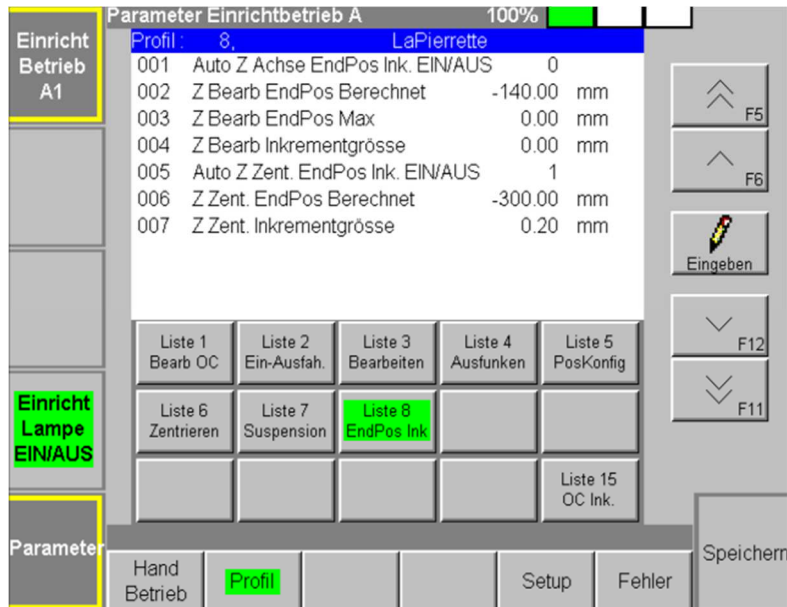 Parameter Einrichtbetrieb A 100%
Einricht
Betrieb
A1
Profil : 8, LaPierrette
001 Auto Z Achse EndPos Ink. EIN/AUS 0
002 Z Bearb EndPos Berechnet -140.00 mm
003 Z Bearb EndPos Max 0.00 mm
004 Z Bearb Inkrementgrösse 0.00 mm
005 Auto Z Zent. EndPos Ink. EIN/AUS 1
006 Z Zent. EndPos Berechnet -300.00 mm
007 Z Zent. Inkrementgrösse 0.20 mm
F5
F6
Eingeben
F12
F11
Liste 1 Liste 2 Liste 3 Liste 4 Liste 5
Bearb OC Ein-Ausfah. Bearbeiten Ausfunken PosKonfig
Einricht
Lampe
EIN/AUS
Liste 6 Liste 7 Liste 8
Zentrieren Suspension EndPos Ink
Liste 15
OC Ink.
Parameter
Hand
Betrieb
Profil
Setup
Fehler
Speichern